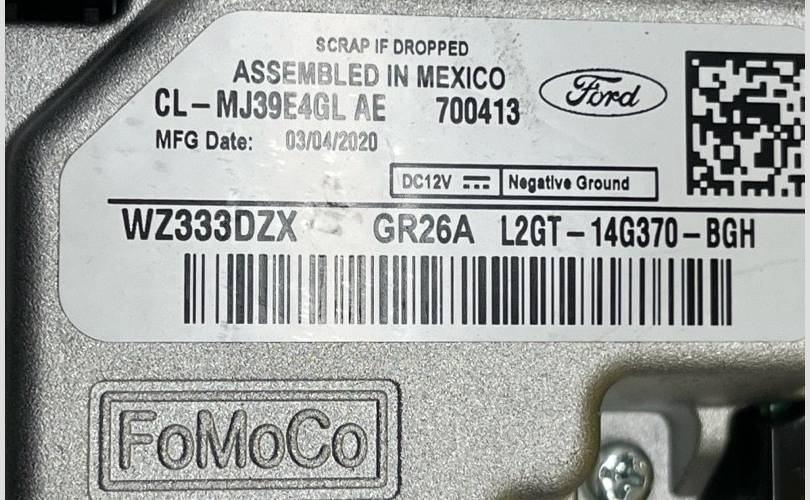 SCRAP IF DROPPED
ASSEMBLED IN MEXICO
Ford
CL-MJ39E4GL AE 700413
MFG Date: 03/04/2020
DC12V Negative Ground
WZ333DZX GR26A L2GT-14G370-BGH
FoMoCo